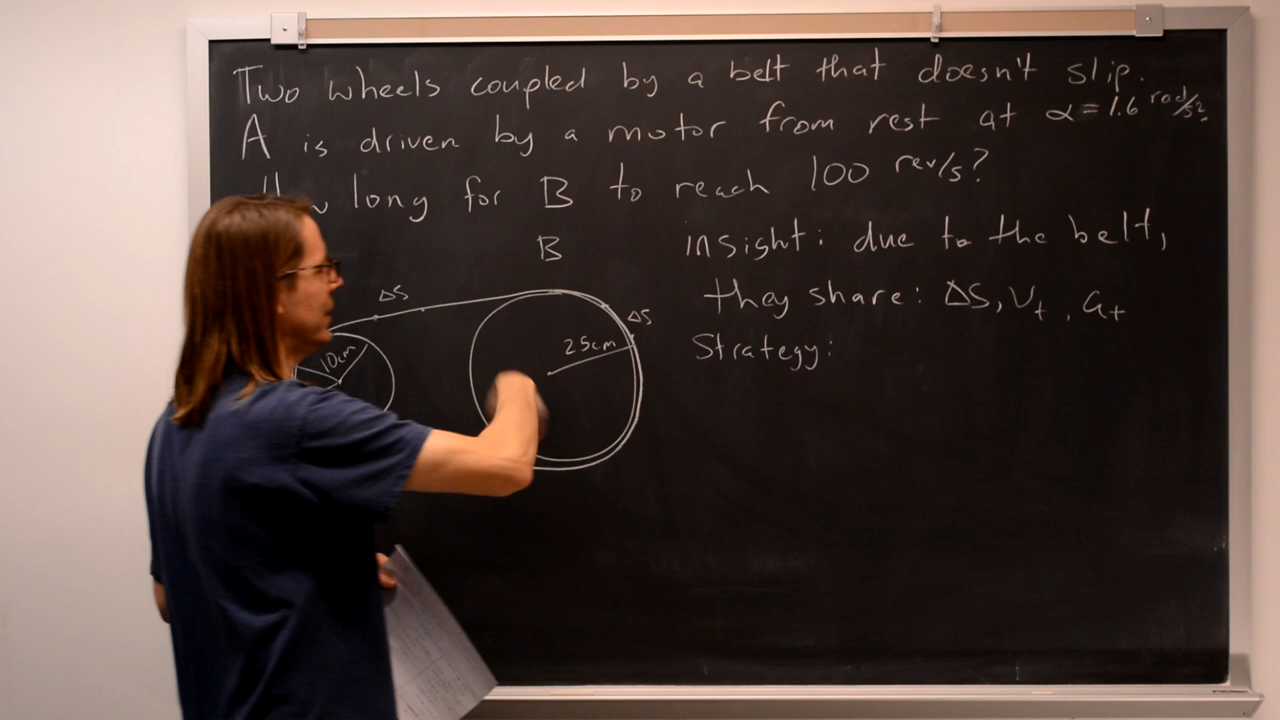 Two wheels coupled by a belt that doesn't slip.
A is driven by a motor from rest at α = 1.6 rad/s²
long for B to reach 100 rev/s?
B
insight: due to the belt,
they share: ΔS, Vt, at
Strategy:
ΔS
ΔS
10cm
25cm